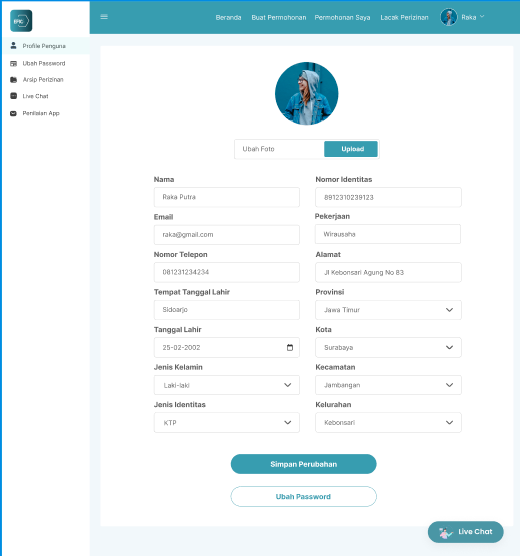 EPIC
Beranda
Buat Permohonan
Permohonan Saya
Lacak Perizinan
Raka
Profile Penguna
Ubah Password
Arsip Perizinan
Live Chat
Penilaian App
Ubah Foto
Upload
Nama
Nomor Identitas
Raka Putra
8912310239123
Email
Pekerjaan
raka@gmail.com
Wirausaha
Nomor Telepon
Alamat
081231234234
Jl Kebonsari Agung No 83
Tempat Tanggal Lahir
Provinsi
Sidoarjo
Jawa Timur
Tanggal Lahir
Kota
25-02-2002
Surabaya
Jenis Kelamin
Kecamatan
Laki-laki
Jambangan
Jenis Identitas
Kelurahan
KTP
Kebonsari
Simpan Perubahan
Ubah Password
Live Chat